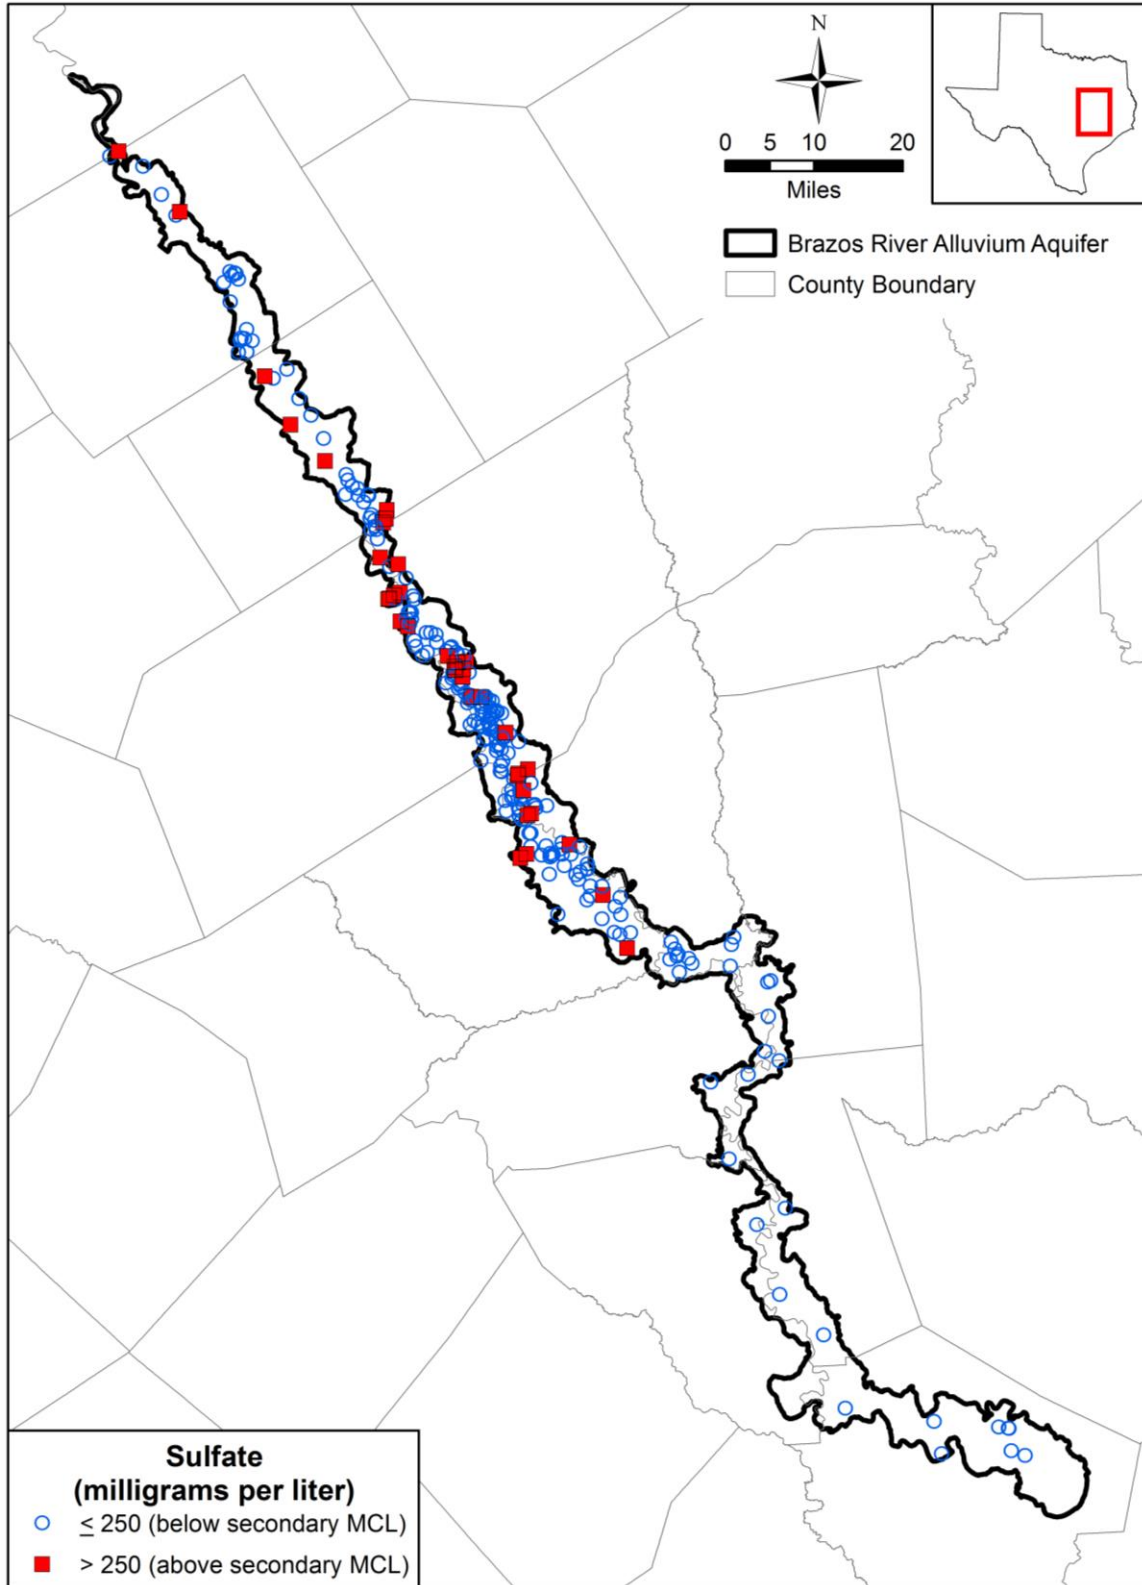 N
0 5 10 20
Miles
Brazos River Alluvium Aquifer
County Boundary
Sulfate
(milligrams per liter)
≤ 250 (below secondary MCL)
> 250 (above secondary MCL)